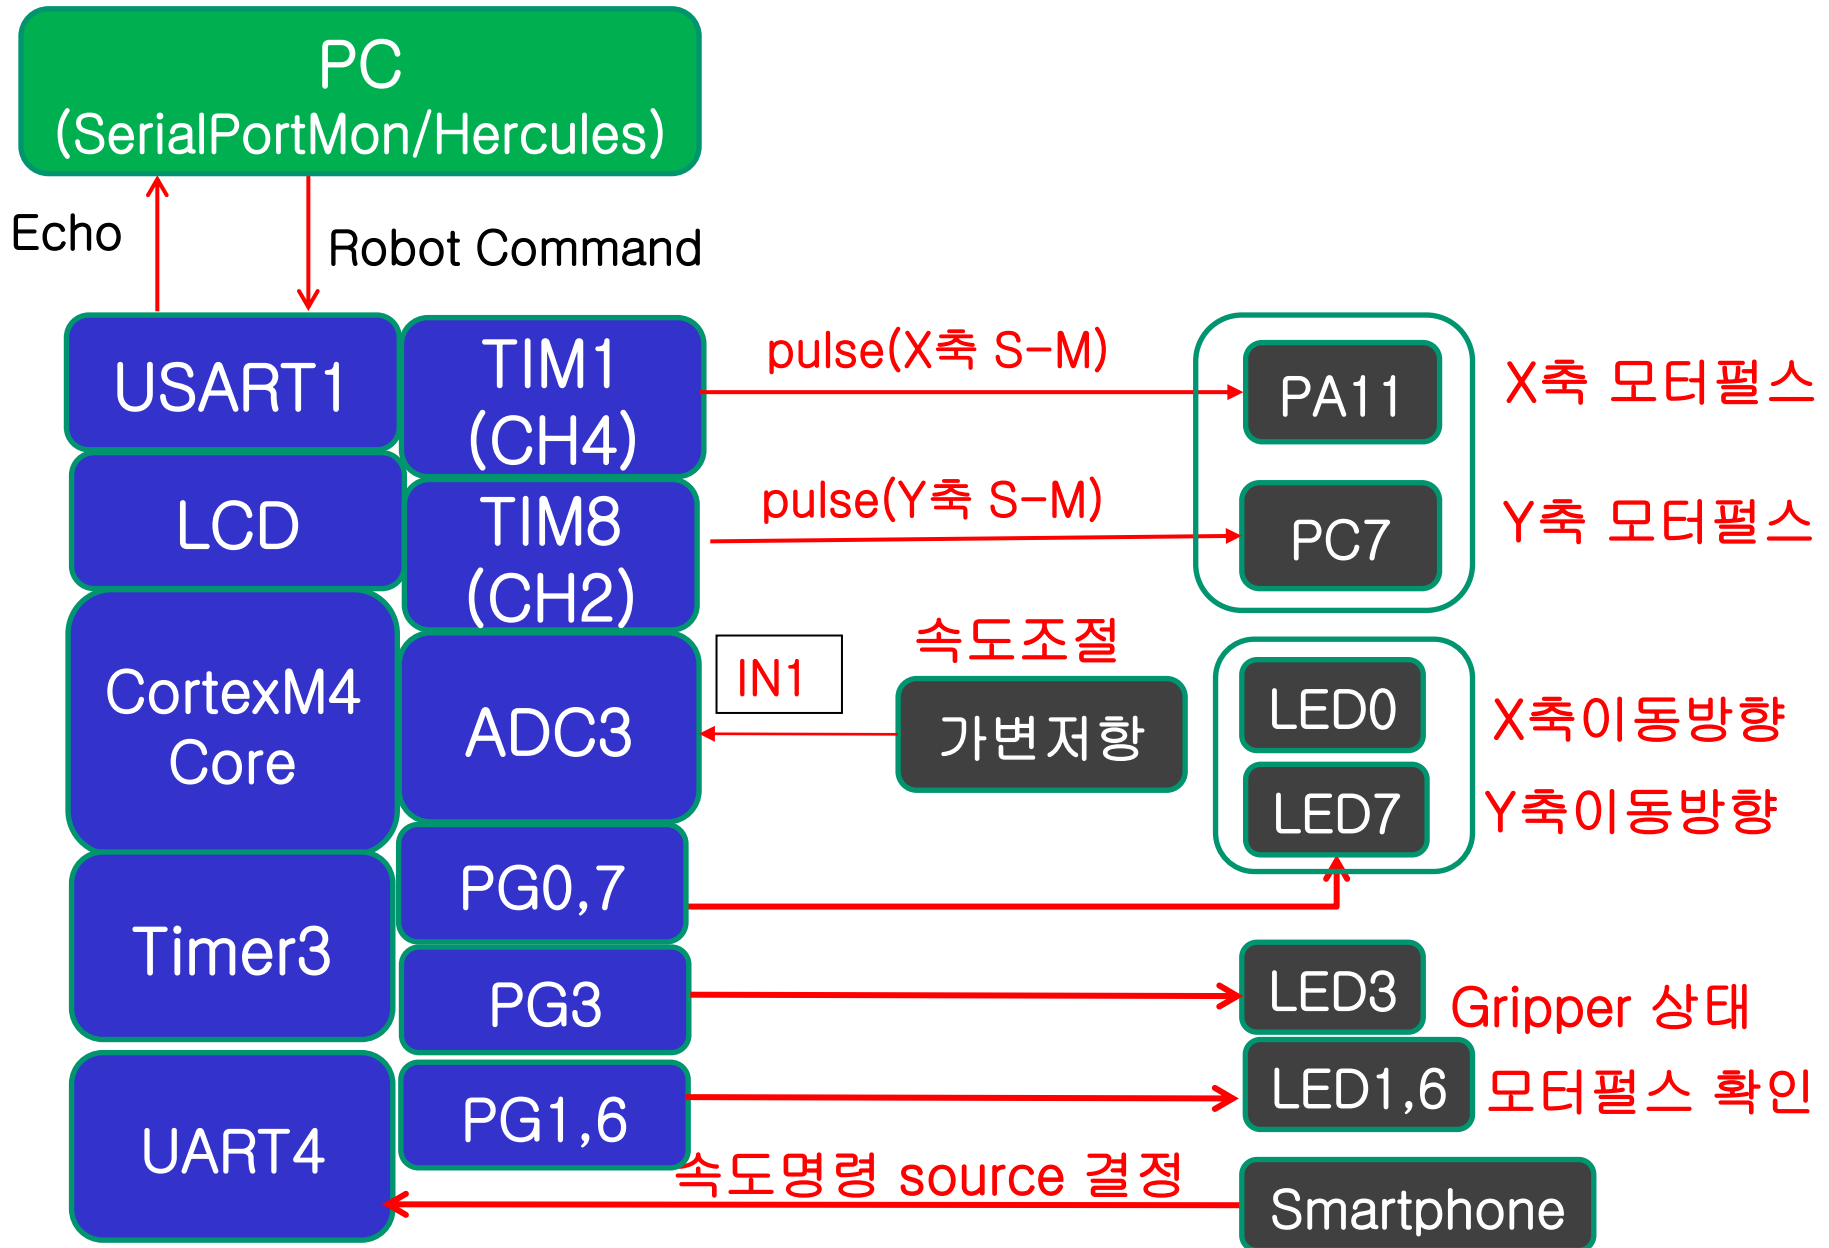 PC
(SerialPortMon/Hercules)
Echo
Robot Command
USART1
TIM1
(CH4)
pulse(X축 S-M)
PA11
X축 모터펄스
LCD
TIM8
(CH2)
pulse(Y축 S-M)
PC7
Y축 모터펄스
CortexM4
Core
ADC3
IN1
속도조절
가변저항
LED0
X축이동방향
LED7
Y축이동방향
PG0,7
Timer3
PG3
LED3
Gripper 상태
PG1,6
LED1,6
모터펄스 확인
UART4
속도명령 source 결정
Smartphone